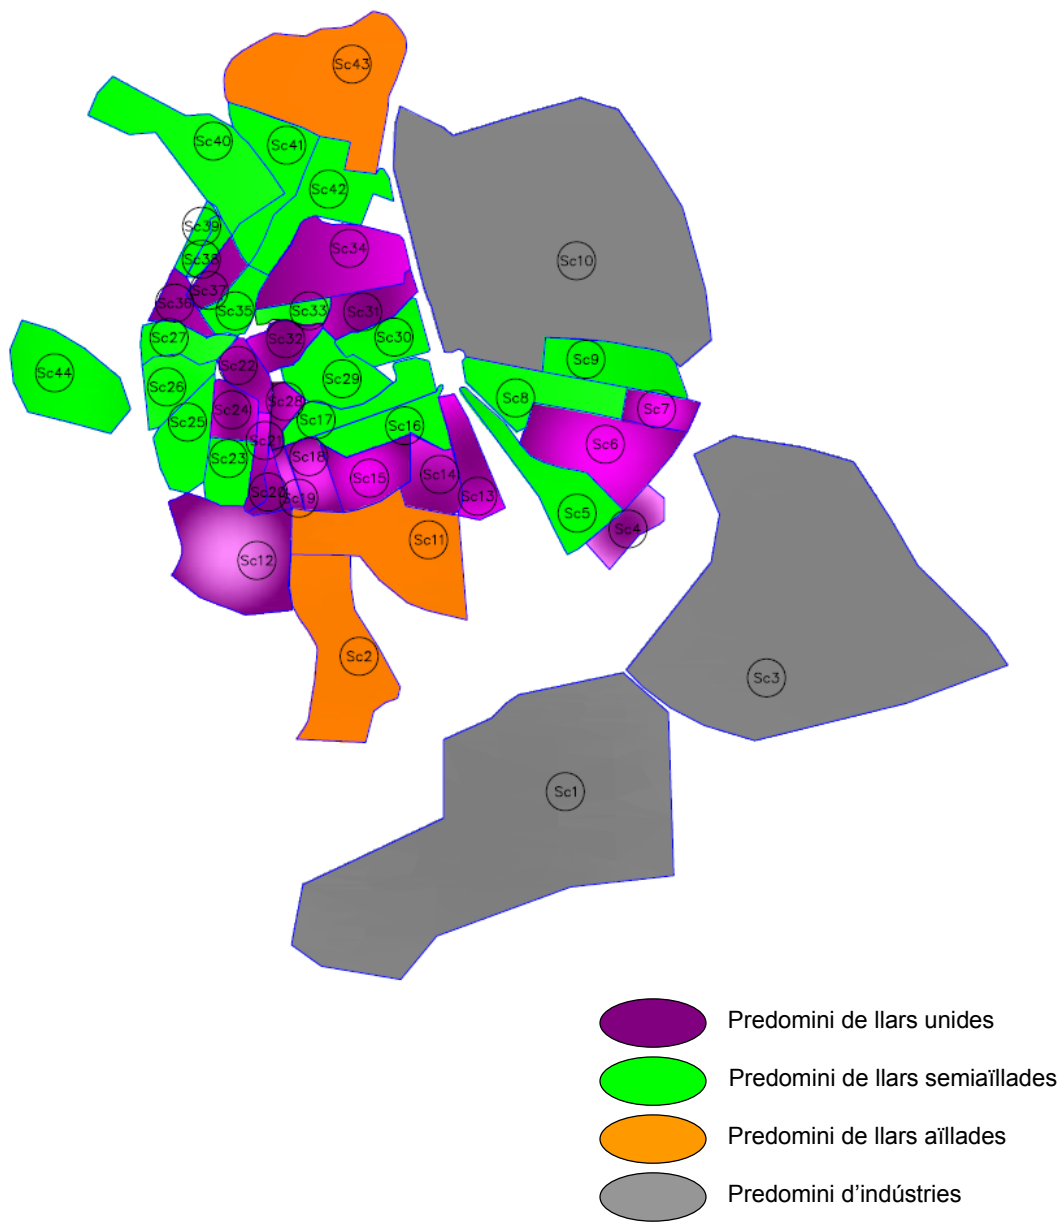 Sc43
Sc40
Sc41
Sc42
Sc39
Sc34
Sc38
Sc10
Sc37
Sc36
Sc35
Sc33
Sc31
Sc27
Sc32
Sc30
Sc9
Sc22
Sc44
Sc26
Sc29
Sc8
Sc28
Sc7
Sc24
Sc25
Sc17
Sc16
Sc21
Sc6
Sc23
Sc18
Sc15
Sc14
Sc20
Sc19
Sc13
Sc5
Sc4
Sc11
Sc12
Sc2
Sc3
Sc1
Predomini de llars unides
Predomini de llars semiaïllades
Predomini de llars aïllades
Predomini d'indústries